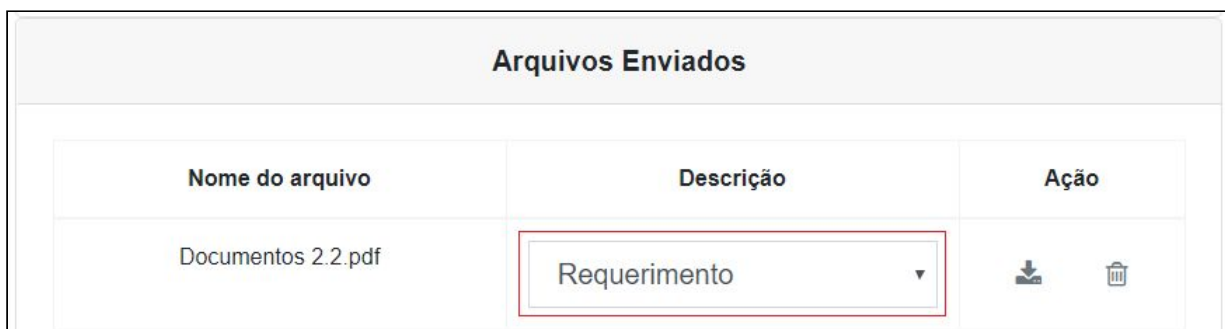 Arquivos Enviados
Nome do arquivo Descrição Ação
Documentos 2.2.pdf Requerimento